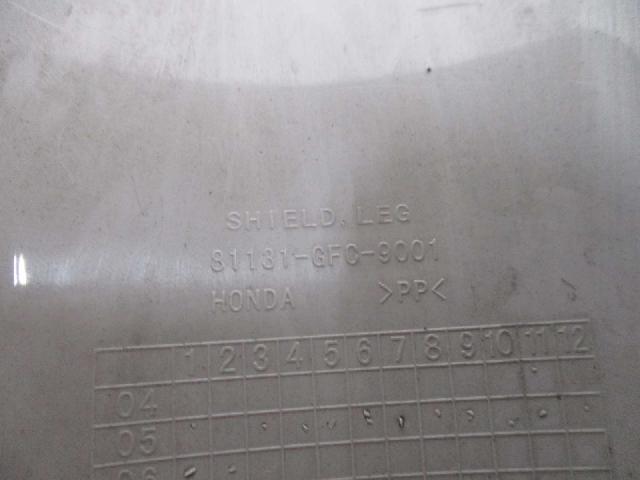 SHIELD, LEG
81131-GFC-9001
HONDA >PP<
1 2 3 4 5 6 7 8 9 10 11 12
04
05
06